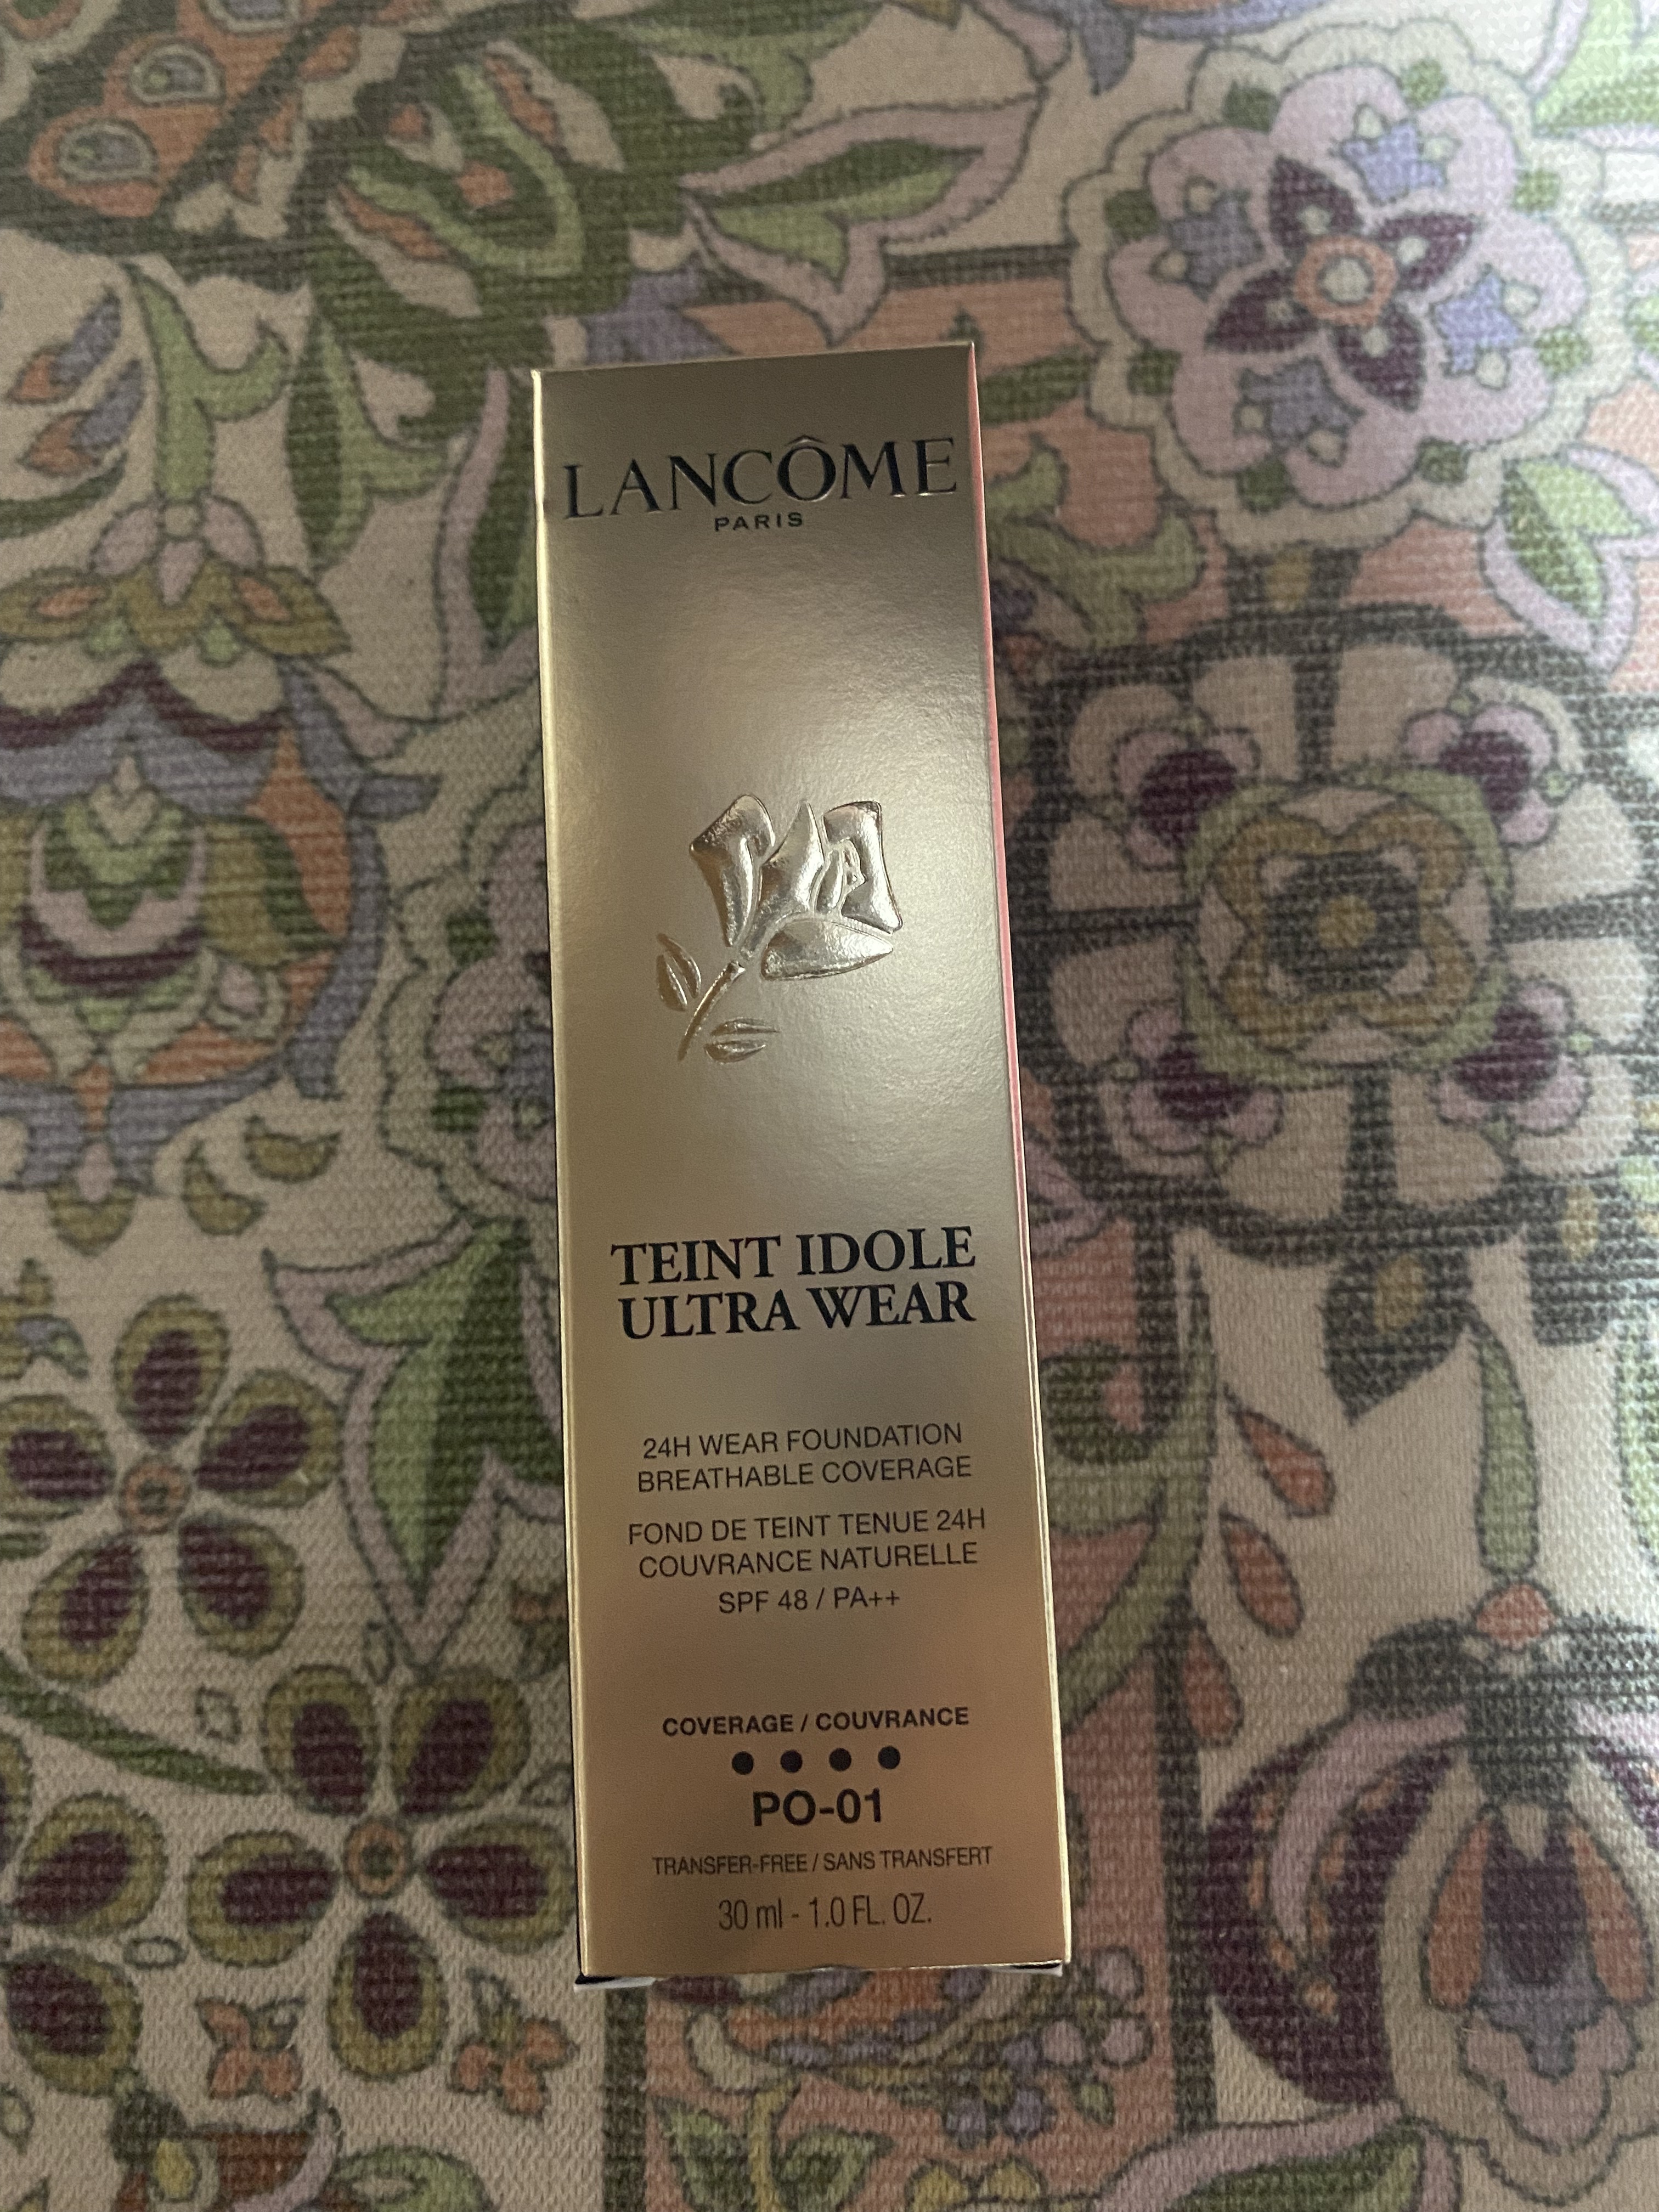 LANCÔME
PARIS
TEINT IDOLE
ULTRA WEAR
24H WEAR FOUNDATION
BREATHABLE COVERAGE
FOND DE TEINT TENUE 24H
COUVRANCE NATURELLE
SPF 48 / PA++
COVERAGE / COUVRANCE
PO-01
TRANSFER-FREE / SANS TRANSFERT
30 ml - 1.0 FL. OZ.